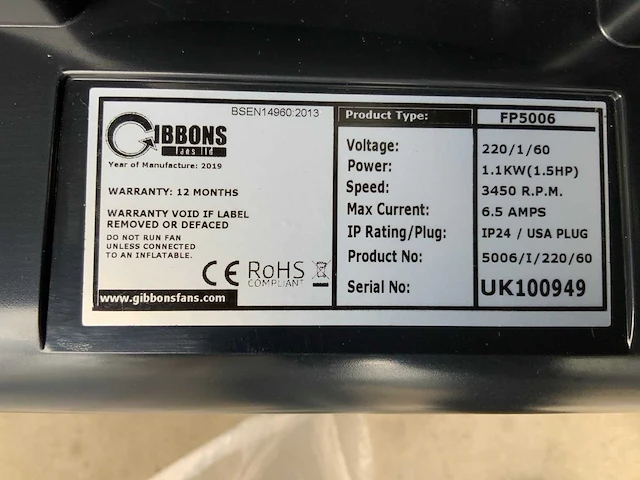 BSEN14960:2013
GIBBONS
fans ltd
Year of Manufacture: 2019
WARRANTY: 12 MONTHS
WARRANTY VOID IF LABEL
REMOVED OR DEFACED
DO NOT RUN FAN
UNLESS CONNECTED
TO AN INFLATABLE.
CE RoHS
COMPLIANT
www.gibbonsfans.com
Product Type: FP5006
Voltage: 220/1/60
Power: 1.1KW(1.5HP)
Speed: 3450 R.P.M.
Max Current: 6.5 AMPS
IP Rating/Plug: IP24 / USA PLUG
Product No: 5006/I/220/60
Serial No: UK100949